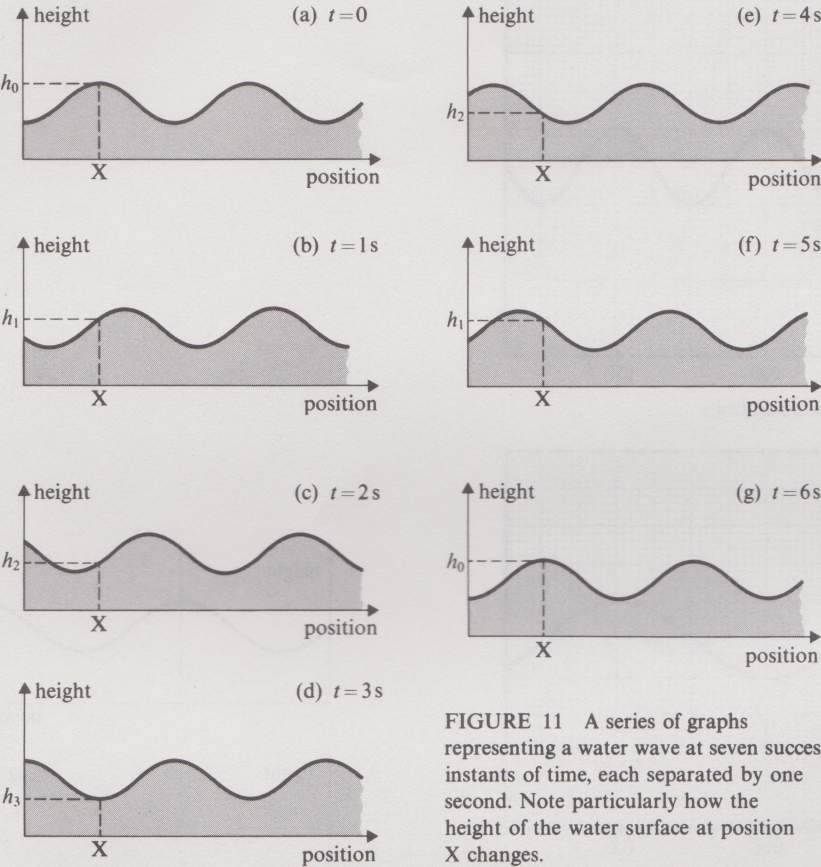 height
(a) t=0
h₀
X
position
height
(b) t=1s
h₁
X
position
height
(c) t=2s
h₂
X
position
height
(d) t=3s
h₃
X
height
(e) t=4s
h₂
X
position
height
(f) t=5s
h₁
X
position
height
(g) t=6s
h₀
X
position
FIGURE 11 A series of graphs
representing a water wave at seven succes
instants of time, each separated by one
second. Note particularly how the
height of the water surface at position
X changes.